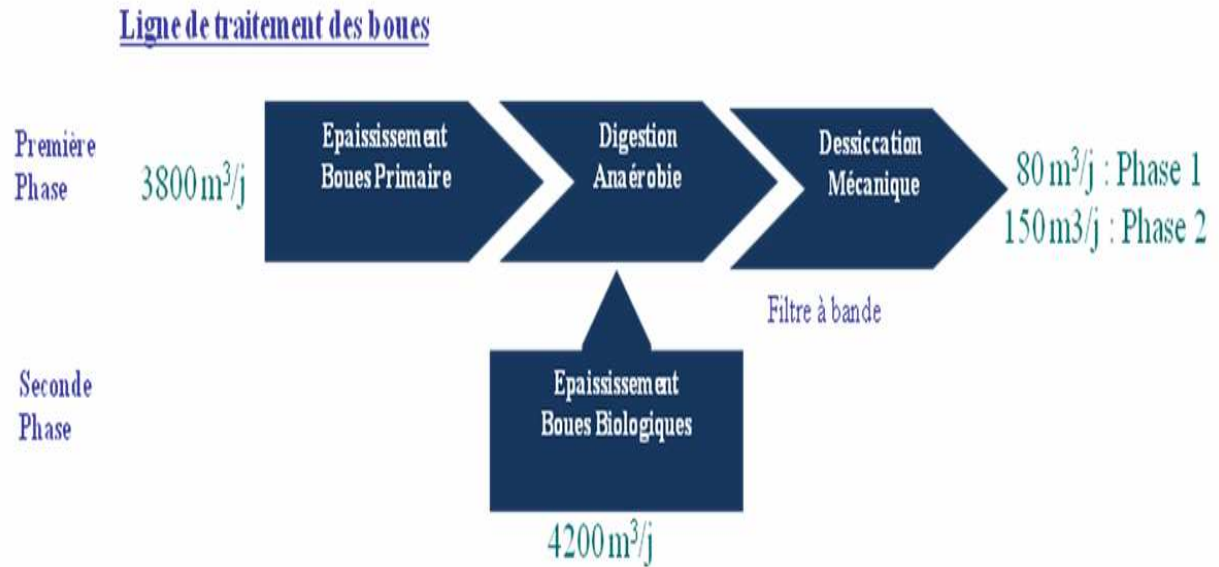 Ligne de traitement des boues
Première
Phase
3800 m³/j
Epaississement
Boues Primaire
Digestion
Anaérobie
Dessiccation
Mécanique
80 m³/j : Phase 1
150 m3/j : Phase 2
Filtre à bande
Seconde
Phase
Epaississement
Boues Biologiques
4200 m³/j